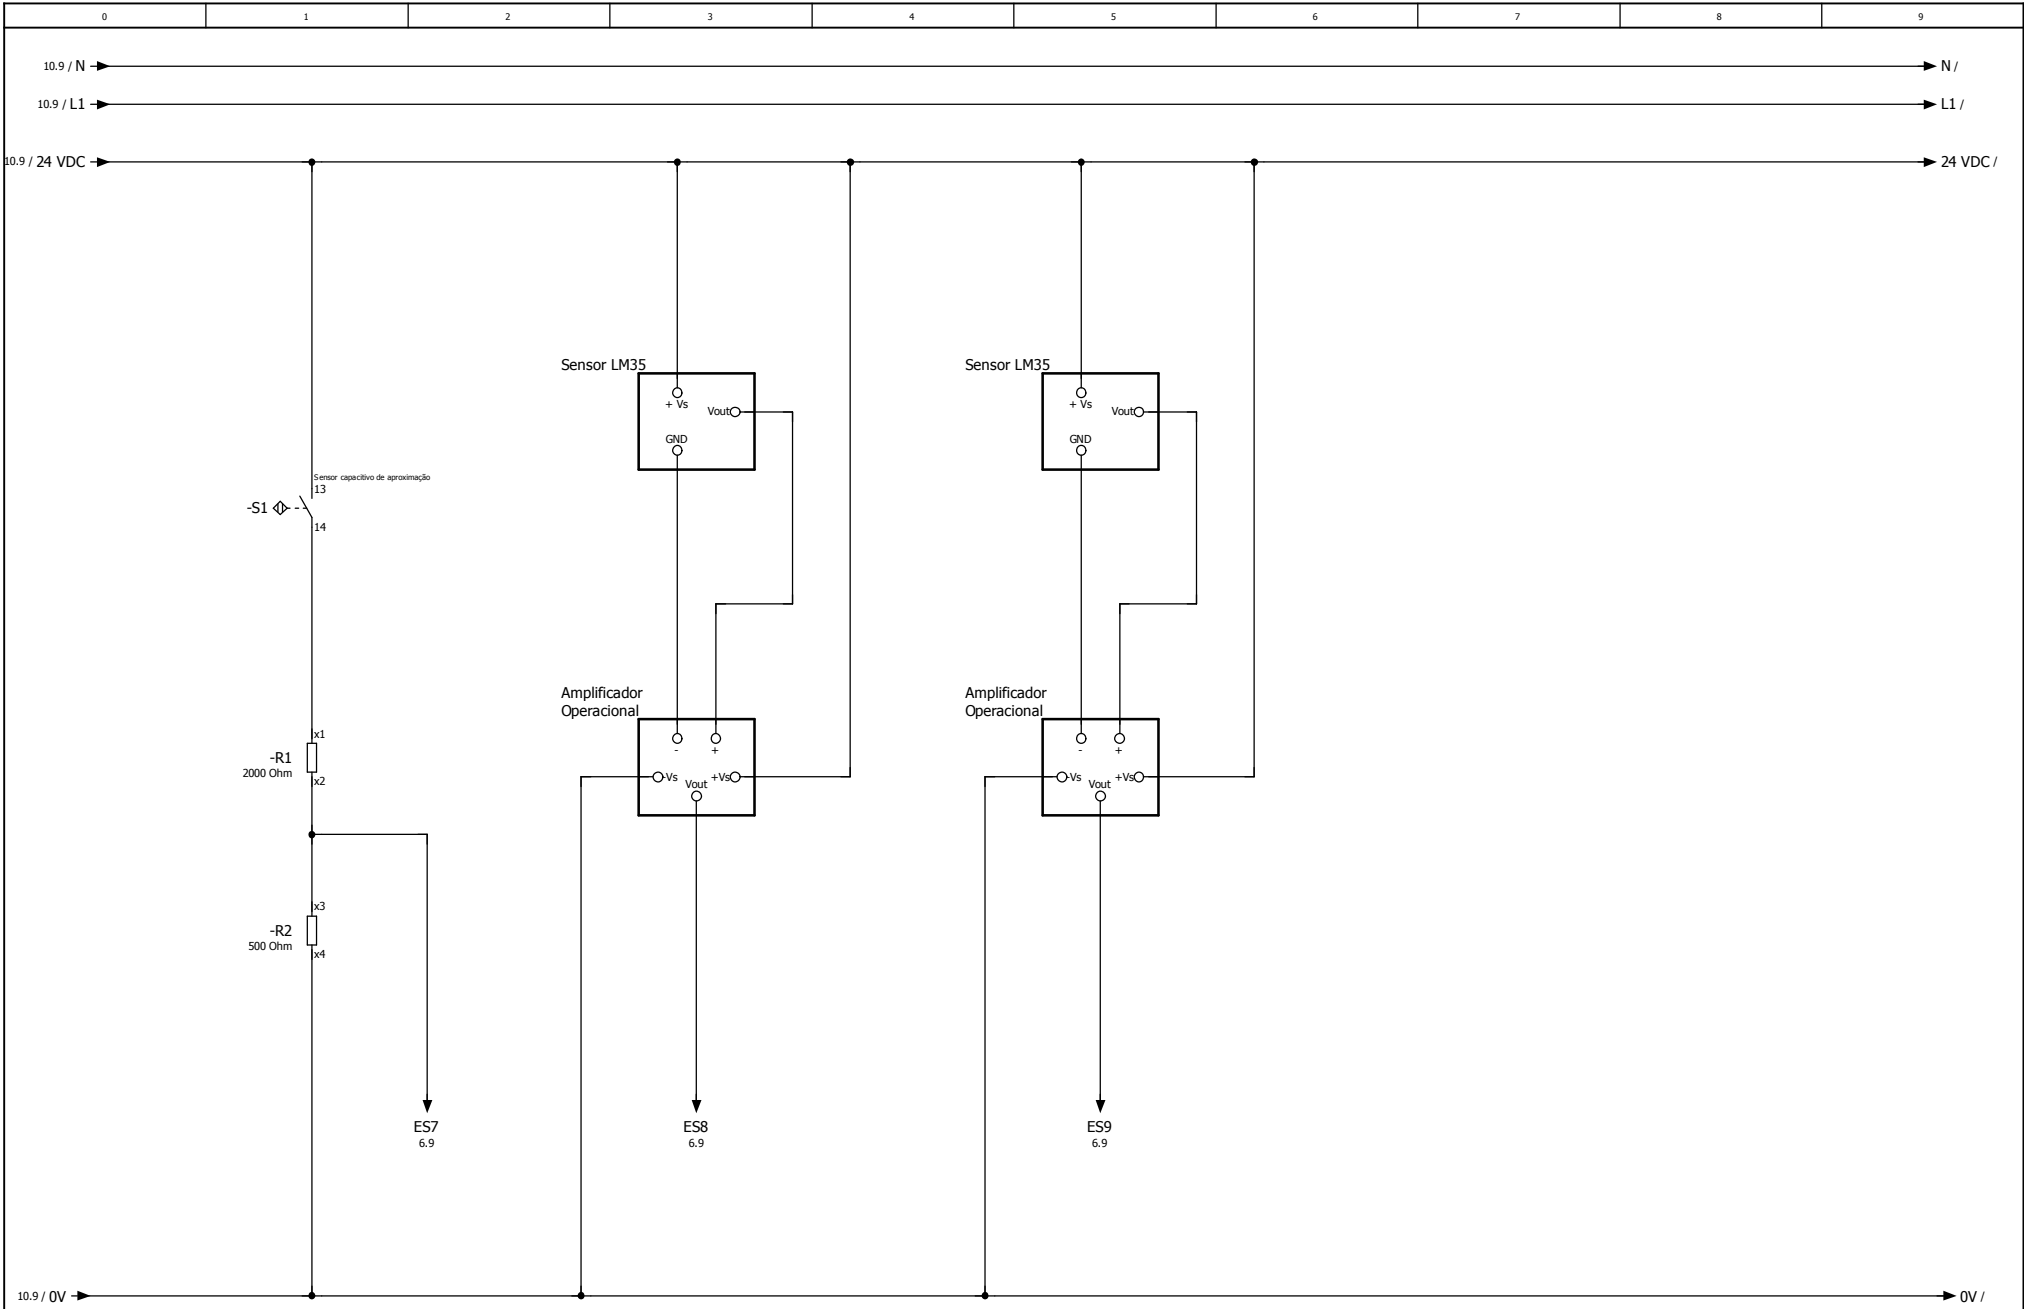 0 1 2 3 4 5 6 7 8 9
10.9 / N N /
10.9 / L1 L1 /
10.9 / 24 VDC 24 VDC /
Sensor LM35
+ Vs
Vout
GND
Sensor LM35
+ Vs
Vout
GND
Sensor capacitivo de aproximação
13
-S1
14
Amplificador
Operacional
- +
-Vs +Vs
Vout
Amplificador
Operacional
- +
-Vs +Vs
Vout
x1
-R1
2000 Ohm
x2
x3
-R2
500 Ohm
x4
ES7
6.9
ES8
6.9
ES9
6.9
10.9 / 0V 0V /